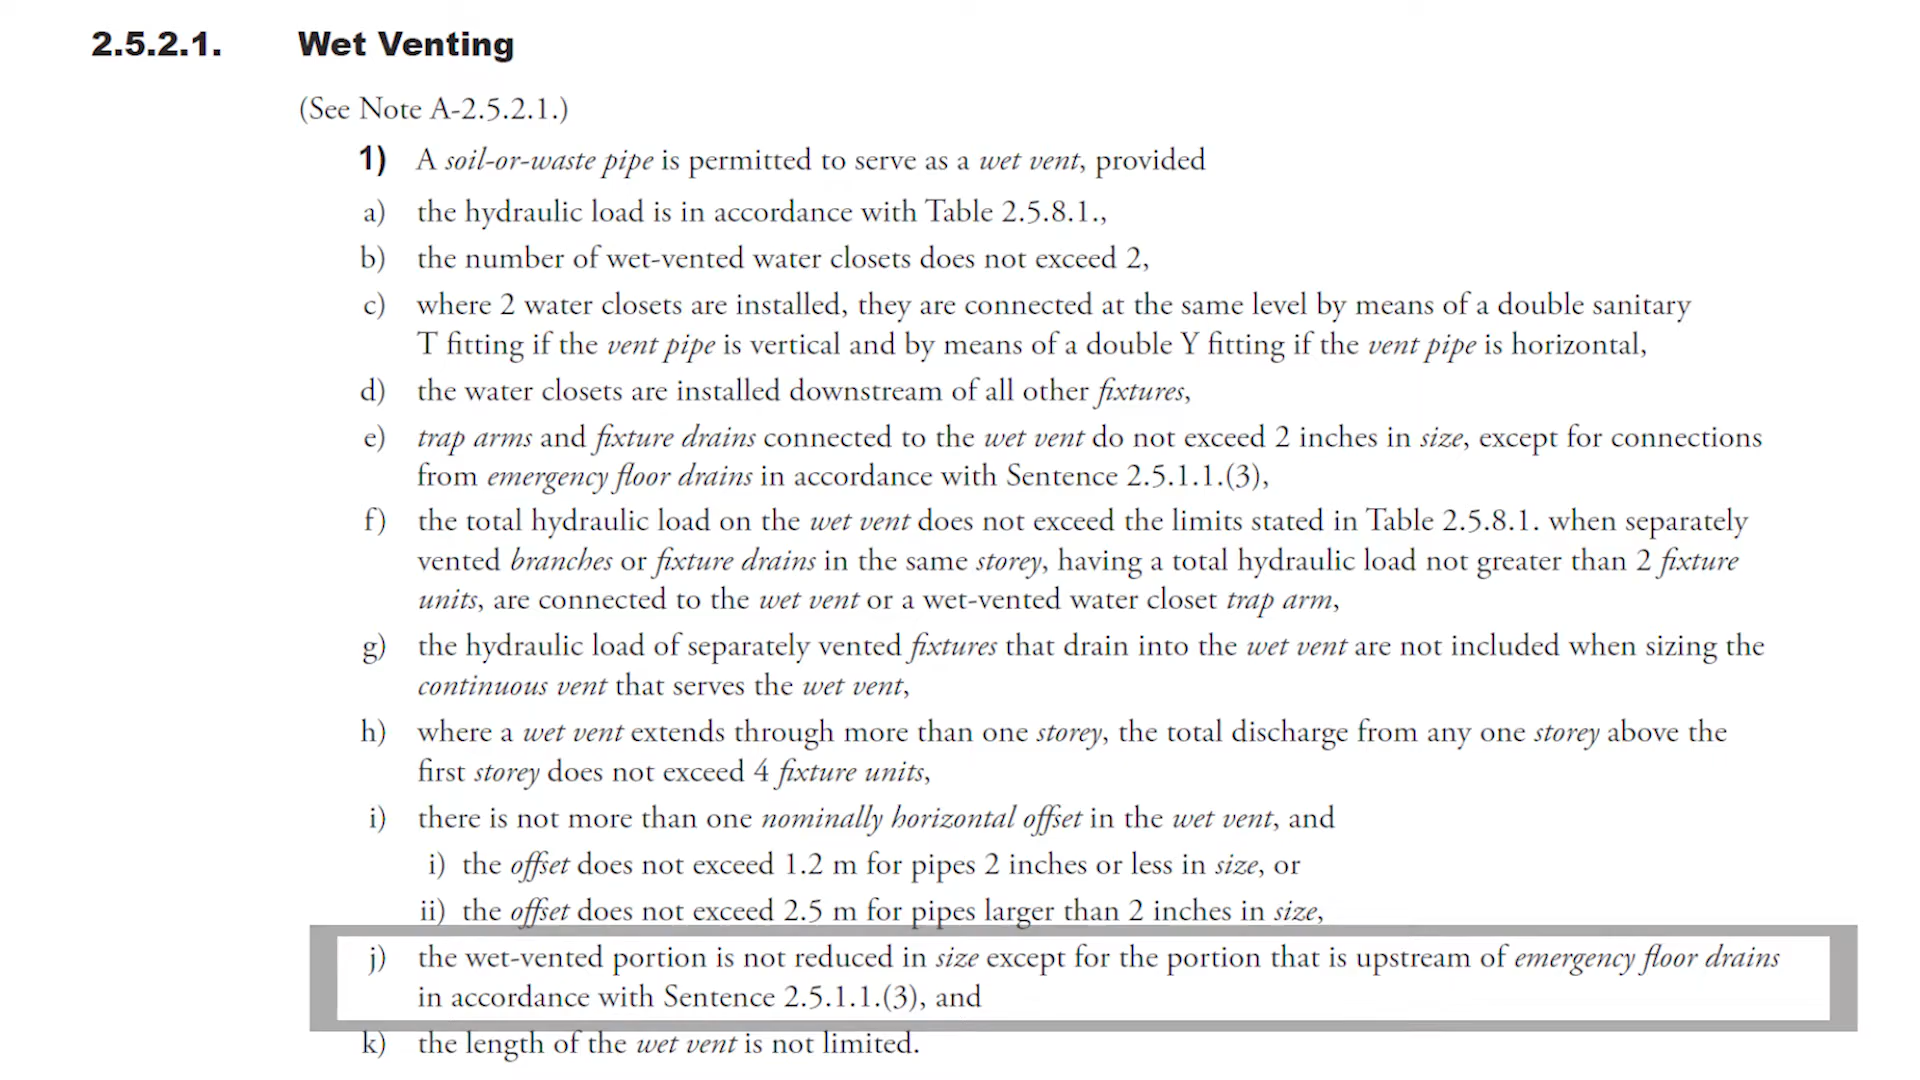 2.5.2.1. Wet Venting
(See Note A-2.5.2.1.)
1) A soil-or-waste pipe is permitted to serve as a wet vent, provided
a) the hydraulic load is in accordance with Table 2.5.8.1.,
b) the number of wet-vented water closets does not exceed 2,
c) where 2 water closets are installed, they are connected at the same level by means of a double sanitary
T fitting if the vent pipe is vertical and by means of a double Y fitting if the vent pipe is horizontal,
d) the water closets are installed downstream of all other fixtures,
e) trap arms and fixture drains connected to the wet vent do not exceed 2 inches in size, except for connections
from emergency floor drains in accordance with Sentence 2.5.1.1.(3),
f) the total hydraulic load on the wet vent does not exceed the limits stated in Table 2.5.8.1. when separately
vented branches or fixture drains in the same storey, having a total hydraulic load not greater than 2 fixture
units, are connected to the wet vent or a wet-vented water closet trap arm,
g) the hydraulic load of separately vented fixtures that drain into the wet vent are not included when sizing the
continuous vent that serves the wet vent,
h) where a wet vent extends through more than one storey, the total discharge from any one storey above the
first storey does not exceed 4 fixture units,
i) there is not more than one nominally horizontal offset in the wet vent, and
i) the offset does not exceed 1.2 m for pipes 2 inches or less in size, or
ii) the offset does not exceed 2.5 m for pipes larger than 2 inches in size,
j) the wet-vented portion is not reduced in size except for the portion that is upstream of emergency floor drains
in accordance with Sentence 2.5.1.1.(3), and
k) the length of the wet vent is not limited.